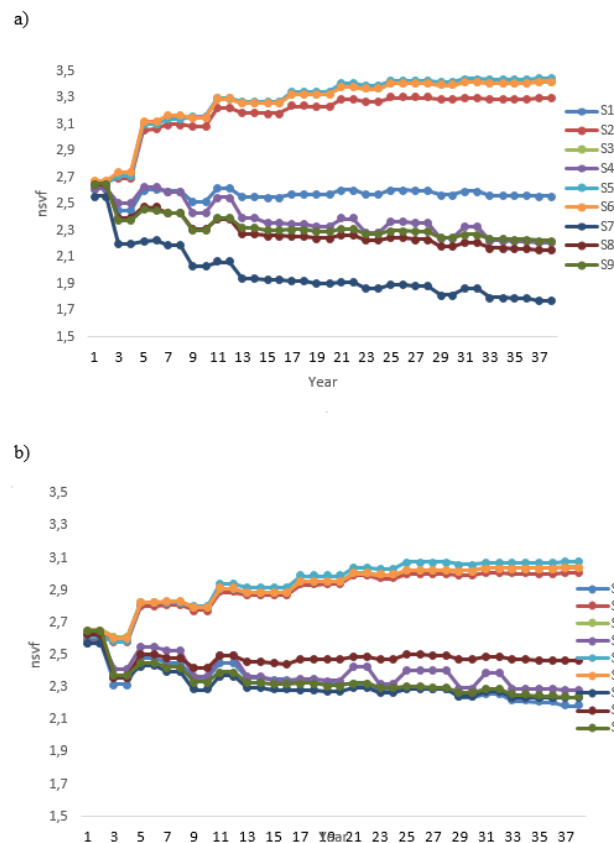 a)
3,5
3,3
3,1
2,9
2,7
2,5
2,3
2,1
1,9
1,7
1,5
nsvf
1 3 5 7 9 11 13 15 17 19 21 23 25 27 29 31 33 35 37
Year
S1
S2
S3
S4
S5
S6
S7
S8
S9
b)
3,5
3,3
3,1
2,9
2,7
2,5
2,3
2,1
1,9
1,7
1,5
nsvf
1 3 5 7 9 11 13 15 17 19 21 23 25 27 29 31 33 35 37
Year
S
S
S
S
S
S
S
S
S